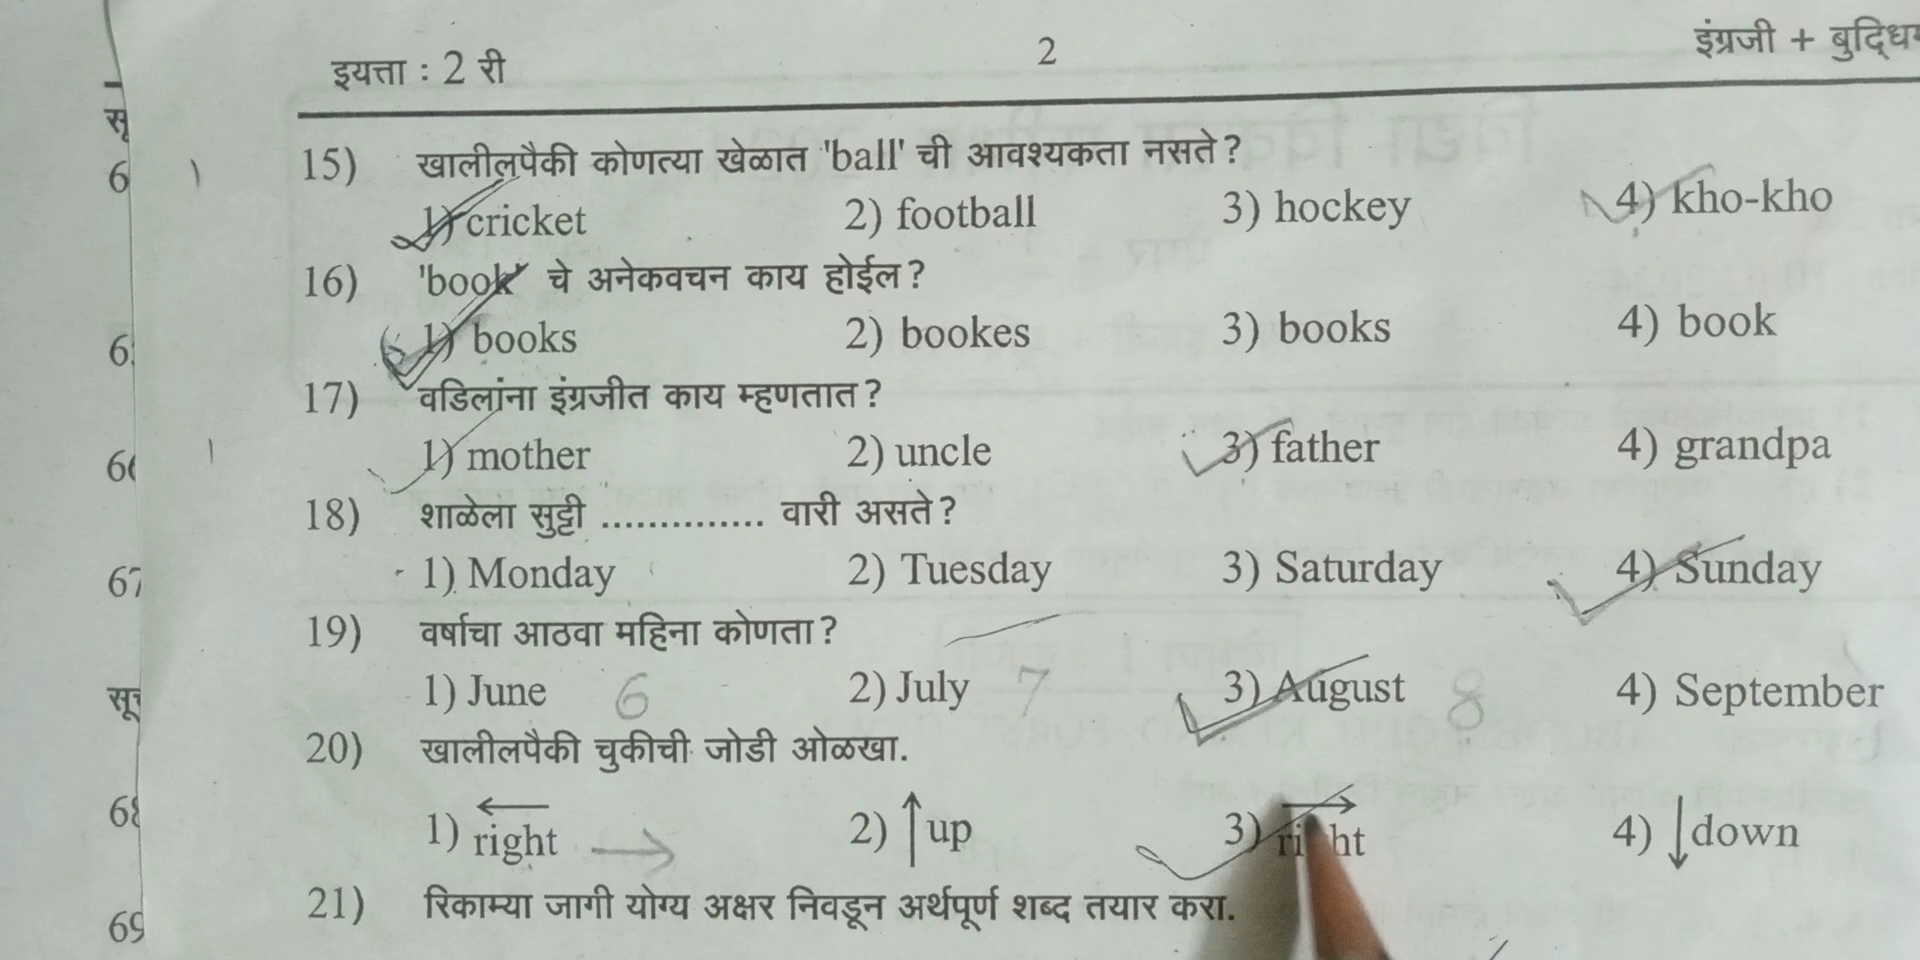 इयत्ता : 2 री 2 इंग्रजी + बुद्धिम
15) खालीलपैकी कोणत्या खेळात 'ball' ची आवश्यकता नसते?
1) cricket 2) football 3) hockey 4) kho-kho
16) 'book' चे अनेकवचन काय होईल?
1) books 2) bookes 3) books 4) book
17) वडिलांना इंग्रजीत काय म्हणतात?
1) mother 2) uncle 3) father 4) grandpa
18) शाळेला सुट्टी .............. वारी असते?
1) Monday 2) Tuesday 3) Saturday 4) Sunday
19) वर्षाचा आठवा महिना कोणता?
1) June 6 2) July 7 3) August 8 4) September
20) खालीलपैकी चुकीची जोडी ओळखा.
1) right 2) up 3) right 4) down
21) रिकाम्या जागी योग्य अक्षर निवडून अर्थपूर्ण शब्द तयार करा.
67
69